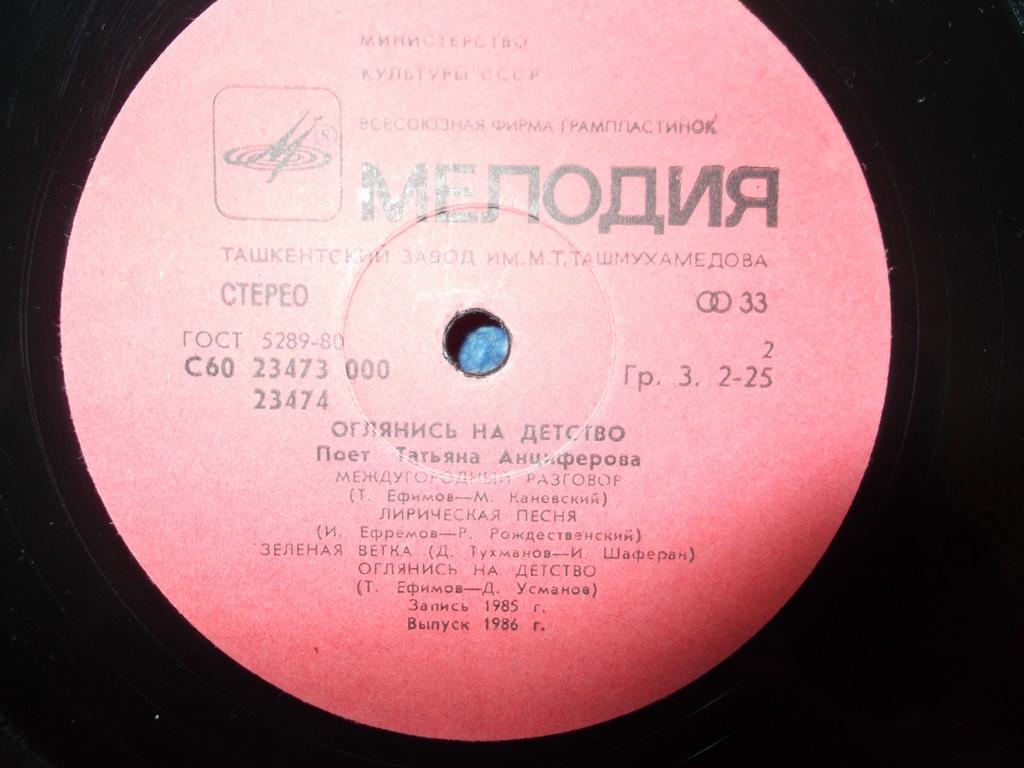 МИНИСТЕРСТВО
КУЛЬТУРЫ СССР
ВСЕСОЮЗНАЯ ФИРМА ГРАМПЛАСТИНОК
®
МЕЛОДИЯ
ТАШКЕНТСКИЙ ЗАВОД ИМ. М.Т. ТАШМУХАМЕДОВА
СТЕРЕО
33
ГОСТ 5289-80
2
С60 23473 000
Гр. 3. 2-25
23474
ОГЛЯНИСЬ НА ДЕТСТВО
Поет Татьяна Анциферова
МЕЖДУГОРОДНЫЙ РАЗГОВОР
(Т. Ефимов—М. Каневский)
ЛИРИЧЕСКАЯ ПЕСНЯ
(И. Ефремов—Р. Рождественский)
ЗЕЛЕНАЯ ВЕТКА (Д. Тухманов—И. Шаферан)
ОГЛЯНИСЬ НА ДЕТСТВО
(Т. Ефимов—Д. Усманов)
Запись 1985 г.
Выпуск 1986 г.